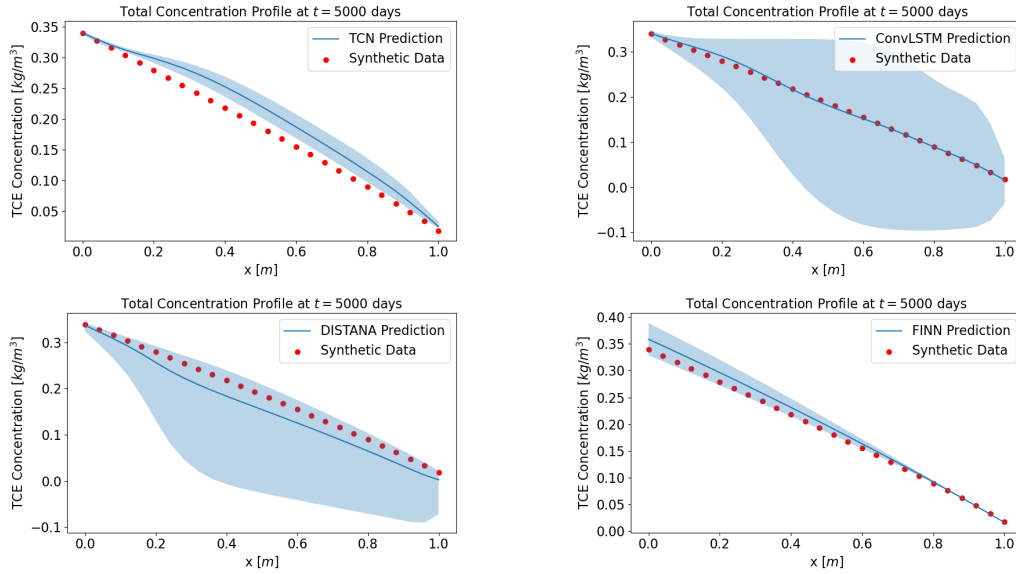 Total Concentration Profile at t = 5000 days
TCE Concentration [kg/m³]
0.35
0.30
0.25
0.20
0.15
0.10
0.05
TCN Prediction
Synthetic Data
0.0 0.2 0.4 0.6 0.8 1.0
x [m]
Total Concentration Profile at t = 5000 days
TCE Concentration [kg/m³]
0.3
0.2
0.1
0.0
−0.1
ConvLSTM Prediction
Synthetic Data
0.0 0.2 0.4 0.6 0.8 1.0
x [m]
Total Concentration Profile at t = 5000 days
TCE Concentration [kg/m³]
0.3
0.2
0.1
0.0
−0.1
DISTANA Prediction
Synthetic Data
0.0 0.2 0.4 0.6 0.8 1.0
x [m]
Total Concentration Profile at t = 5000 days
TCE Concentration [kg/m³]
0.40
0.35
0.30
0.25
0.20
0.15
0.10
0.05
0.00
FINN Prediction
Synthetic Data
0.0 0.2 0.4 0.6 0.8 1.0
x [m]